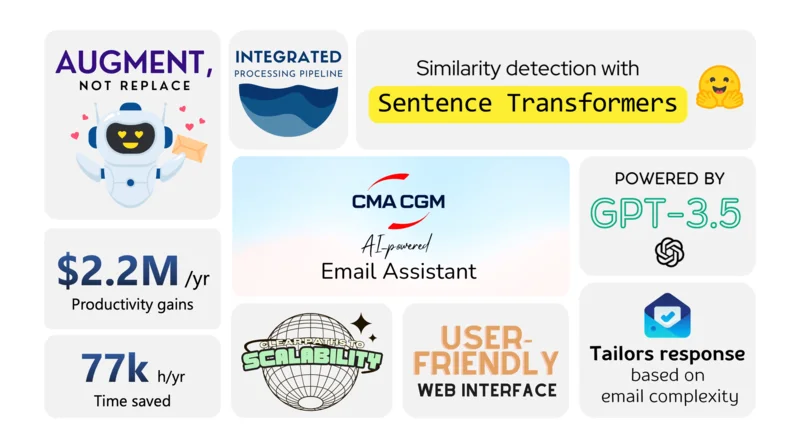 AUGMENT,
NOT REPLACE
INTEGRATED
PROCESSING PIPELINE
Similarity detection with
Sentence Transformers
CMA CGM
AI-powered
Email Assistant
POWERED BY
GPT-3.5
$2.2M /yr
Productivity gains
77k h/yr
Time saved
CLEAR PATHS TO
SCALABILITY
USER-
FRIENDLY
WEB INTERFACE
Tailors response
based on
email complexity